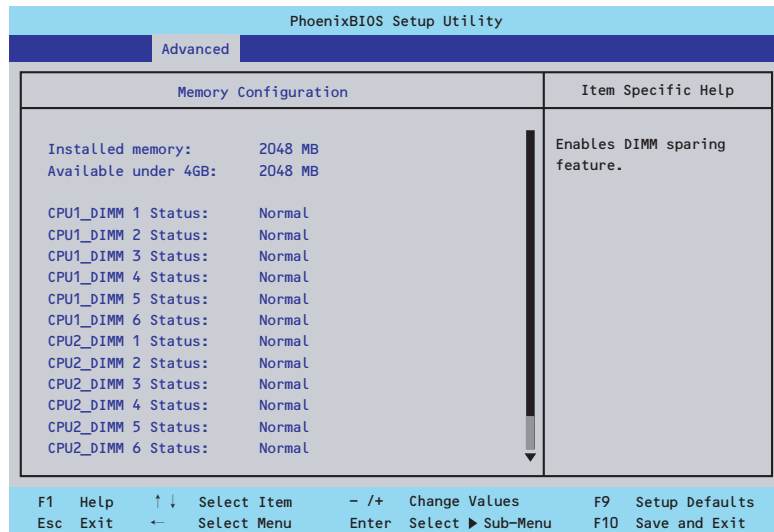 PhoenixBIOS Setup Utility
Advanced
Memory Configuration
Item Specific Help
Installed memory: 2048 MB
Available under 4GB: 2048 MB
CPU1_DIMM 1 Status: Normal
CPU1_DIMM 2 Status: Normal
CPU1_DIMM 3 Status: Normal
CPU1_DIMM 4 Status: Normal
CPU1_DIMM 5 Status: Normal
CPU1_DIMM 6 Status: Normal
CPU2_DIMM 1 Status: Normal
CPU2_DIMM 2 Status: Normal
CPU2_DIMM 3 Status: Normal
CPU2_DIMM 4 Status: Normal
CPU2_DIMM 5 Status: Normal
CPU2_DIMM 6 Status: Normal
Enables DIMM sparing
feature.
F1 Help ↑↓ Select Item - /+ Change Values F9 Setup Defaults
Esc Exit ← Select Menu Enter Select ▶ Sub-Menu F10 Save and Exit